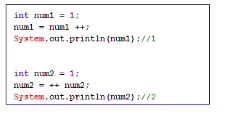 int num1 = 1;
num1 = num1 ++;
System.out.println(num1);//1
int num2 = 1;
num2 = ++ num2;
System.out.println(num2);//2